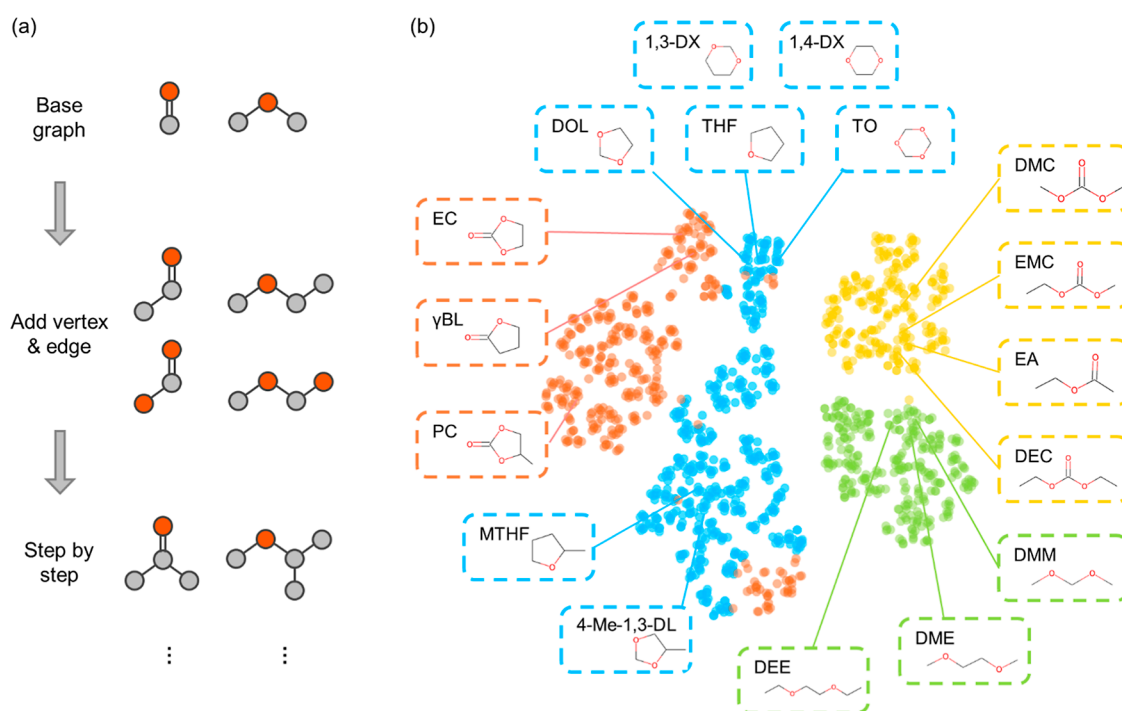 (a)
Base
graph
Add vertex
& edge
Step by
step
⋮
⋮
(b)
1,3-DX
1,4-DX
DOL
THF
TO
EC
γBL
PC
MTHF
4-Me-1,3-DL
DMC
EMC
EA
DEC
DMM
DME
DEE